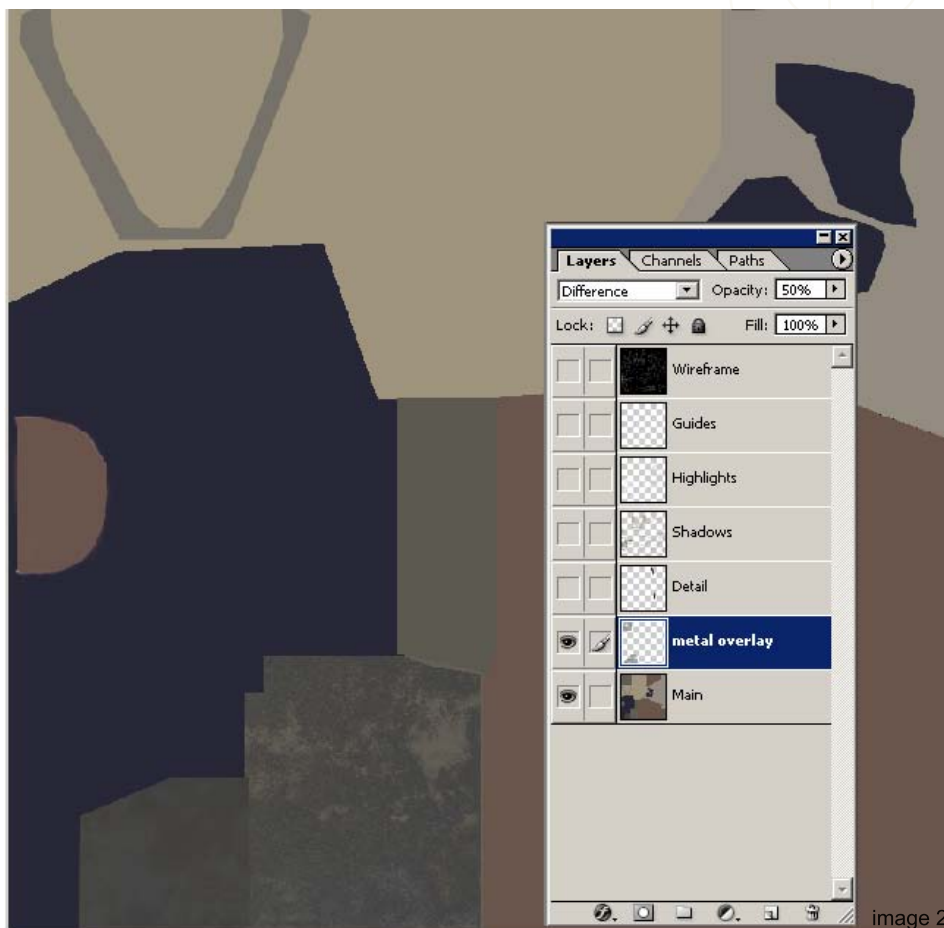 Layers Channels Paths
Difference Opacity: 50%
Lock: Fill: 100%
Wireframe
Guides
Highlights
Shadows
Detail
metal overlay
Main
image 2